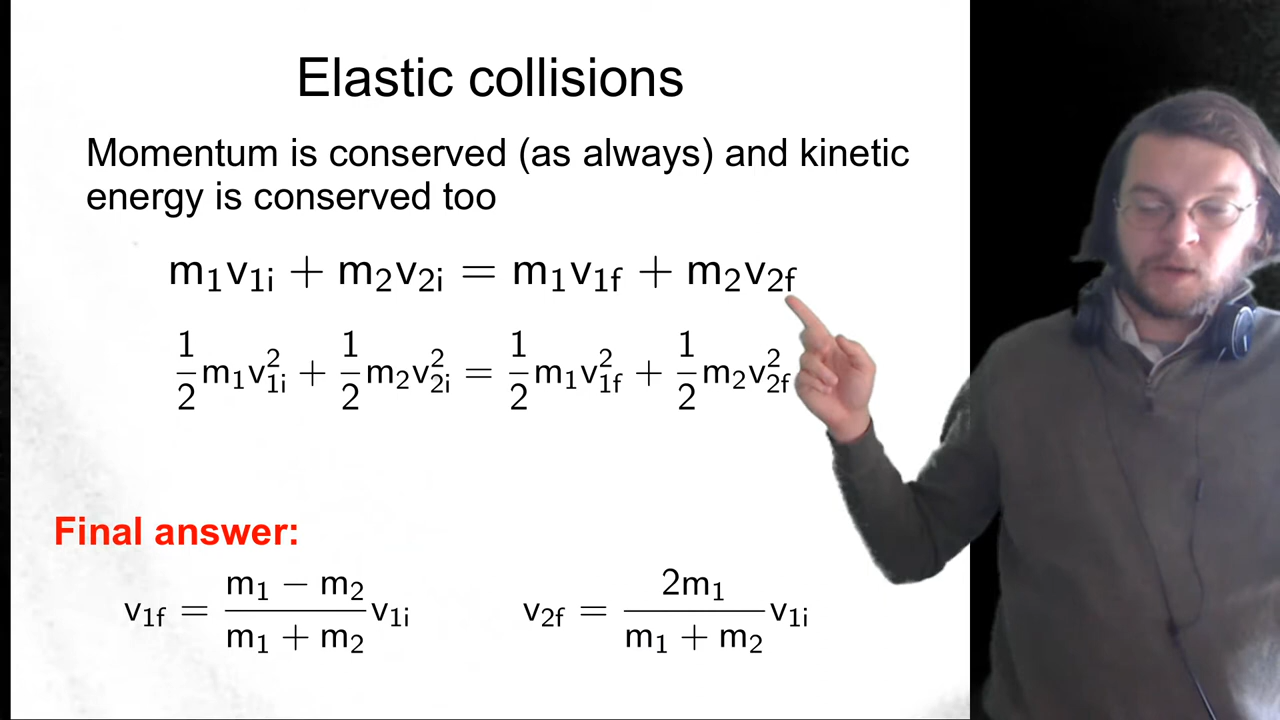 Elastic collisions
Momentum is conserved (as always) and kinetic
energy is conserved too
m₁v₁ᵢ + m₂v₂ᵢ = m₁v₁f + m₂v₂f
½m₁v₁ᵢ² + ½m₂v₂ᵢ² = ½m₁v₁f² + ½m₂v₂f²
Final answer:
v₁f = (m₁ − m₂)/(m₁ + m₂) v₁ᵢ v₂f = 2m₁/(m₁ + m₂) v₁ᵢ